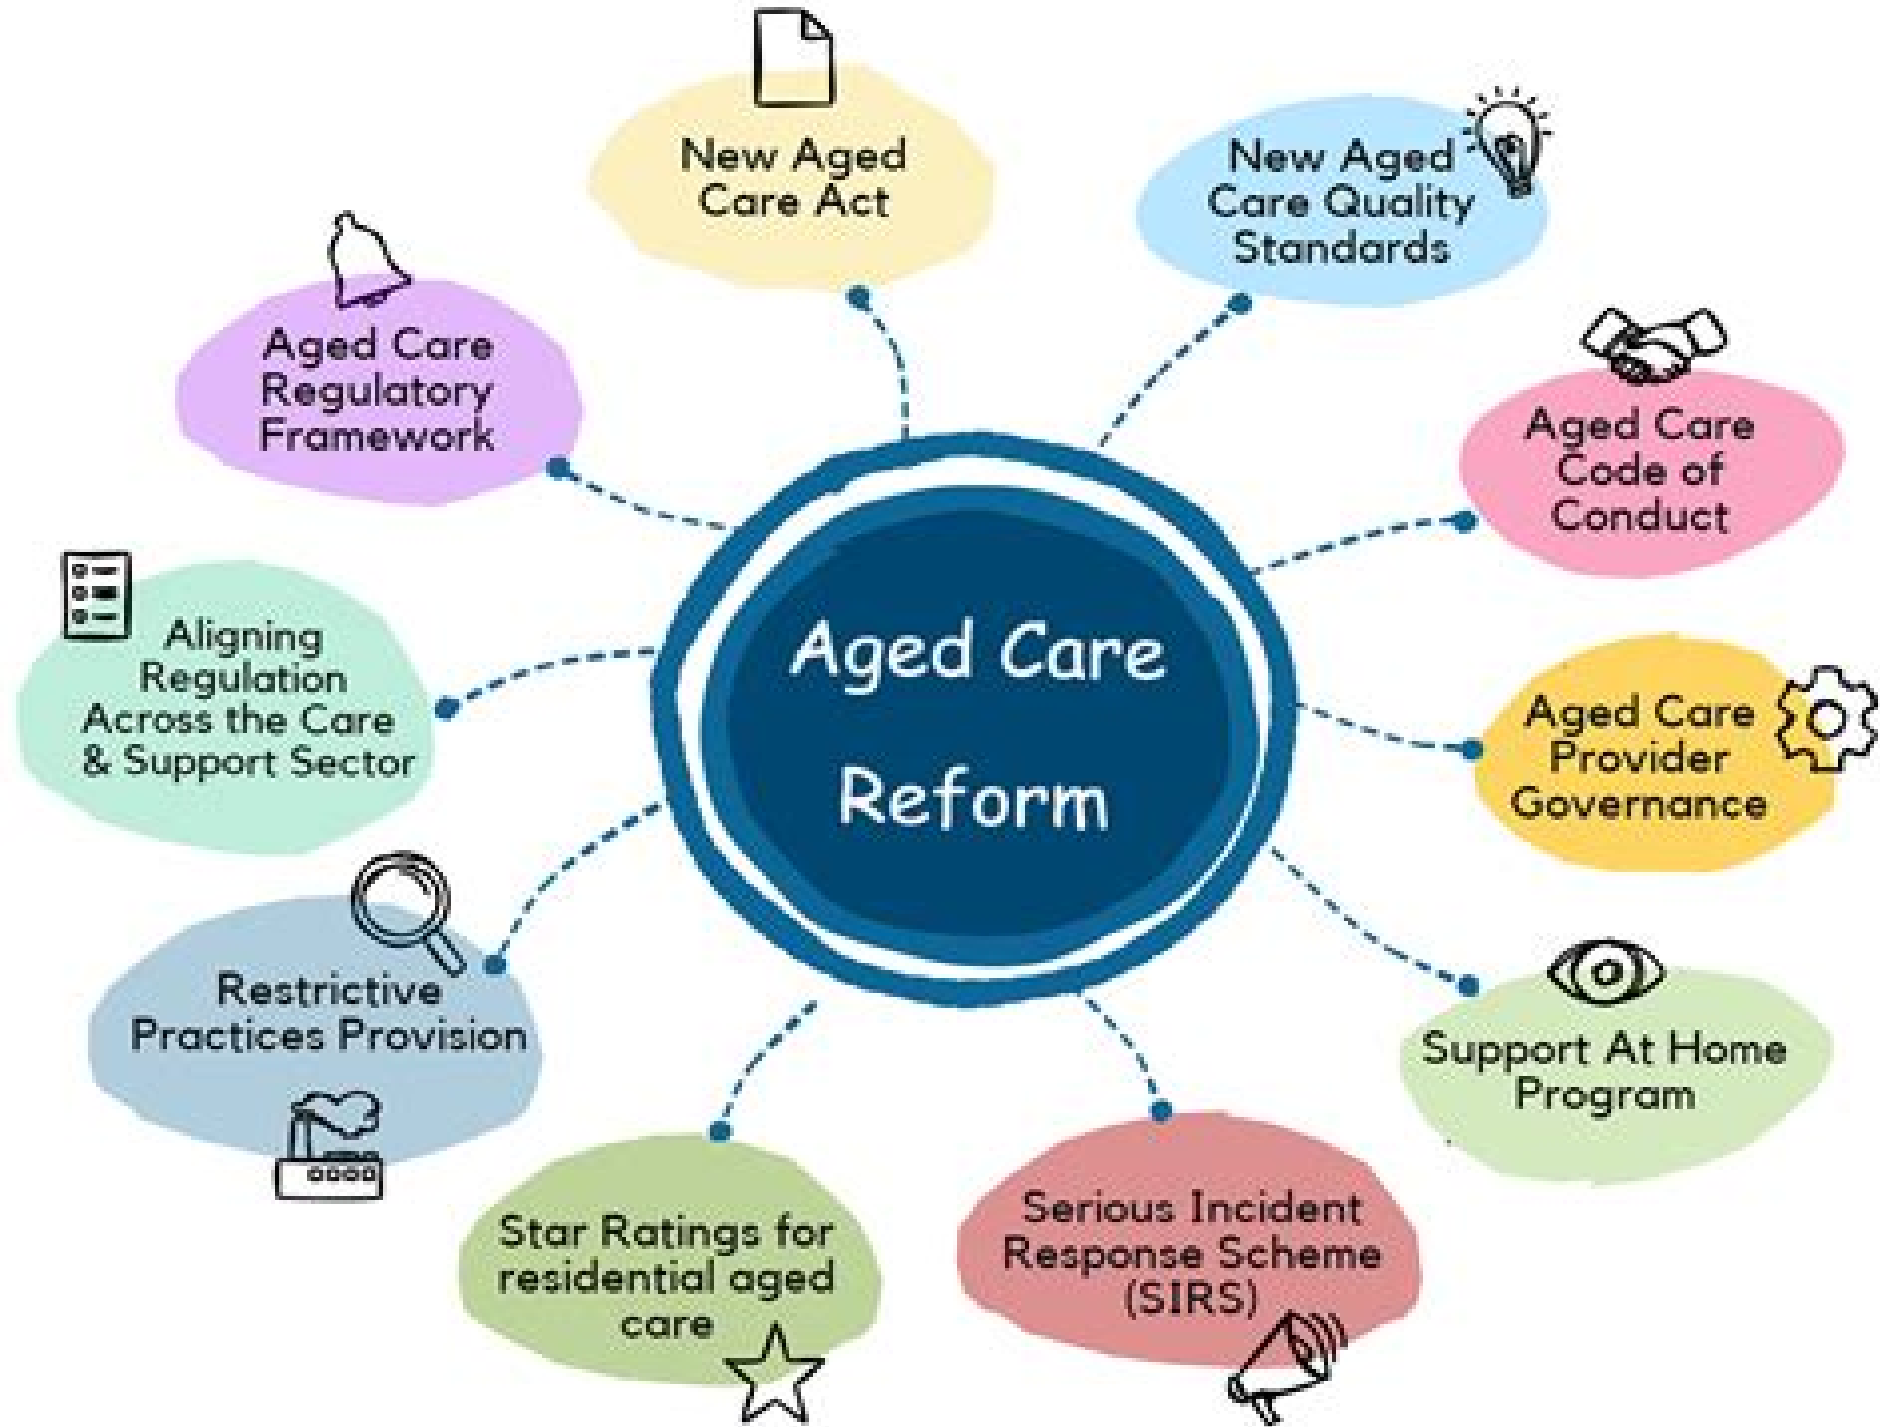 New Aged
Care Act
New Aged
Care Quality
Standards
Aged Care
Code of
Conduct
Aged Care
Provider
Governance
Support At Home
Program
Serious Incident
Response Scheme
(SIRS)
Star Ratings for
residential aged
care
Restrictive
Practices Provision
Aligning
Regulation
Across the Care
& Support Sector
Aged Care
Regulatory
Framework
Aged Care
Reform